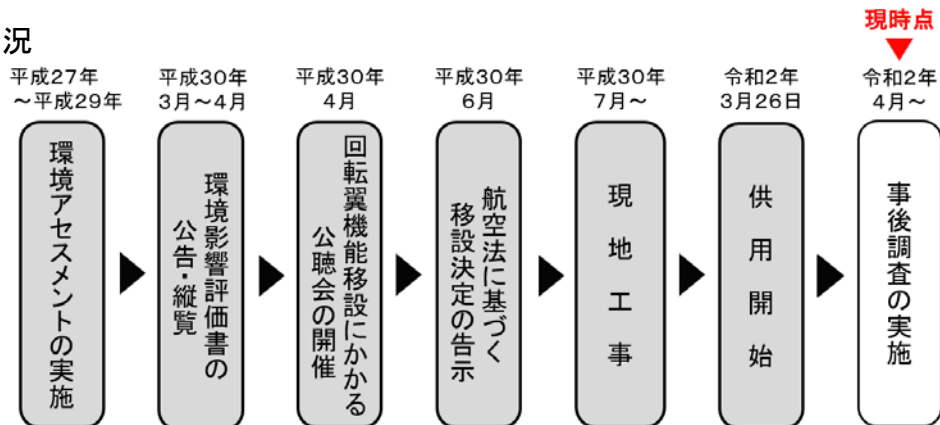 現時点
況
平成27年
～平成29年
平成30年
3月～4月
平成30年
4月
平成30年
6月
平成30年
7月～
令和2年
3月26日
令和2年
4月～
環境アセスメントの実施
環境影響評価書の
公告・縦覧
回転翼機能移設にかかる
公聴会の開催
航空法に基づく
移設決定の告示
現地工事
供用開始
事後調査の実施